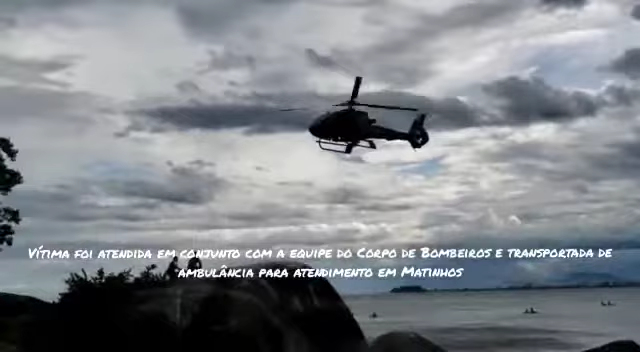 Vítima foi atendida em conjunto com a equipe do Corpo de Bombeiros e transportada de
ambulância para atendimento em Matinhos